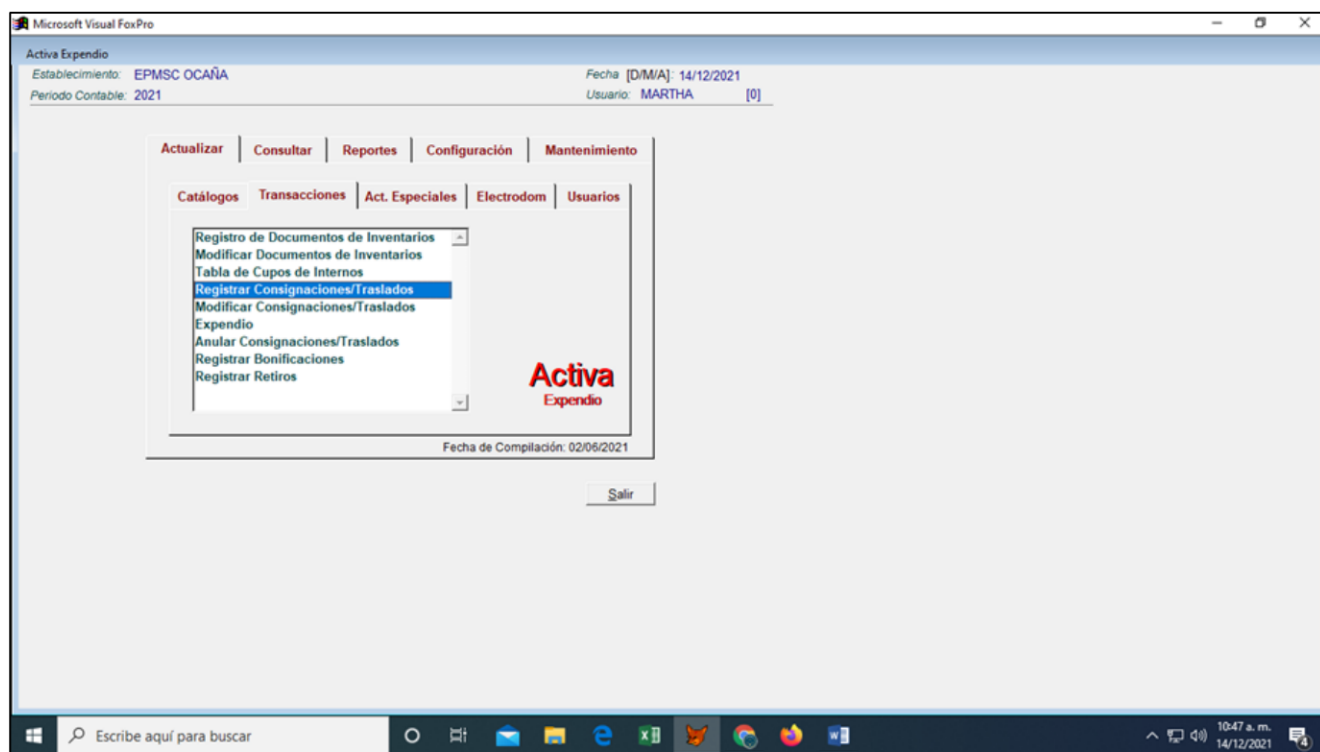 Microsoft Visual FoxPro
Activa Expendio
Establecimiento: EPMSC OCAÑA Fecha [D/M/A]: 14/12/2021
Periodo Contable: 2021 Usuario: MARTHA [0]
Actualizar Consultar Reportes Configuración Mantenimiento
Catálogos Transacciones Act. Especiales Electrodom Usuarios
Registro de Documentos de Inventarios
Modificar Documentos de Inventarios
Tabla de Cupos de Internos
Registrar Consignaciones/Traslados
Modificar Consignaciones/Traslados
Expendio
Anular Consignaciones/Traslados
Registrar Bonificaciones
Registrar Retiros
Activa
Expendio
Fecha de Compilación: 02/06/2021
Salir
Escribe aquí para buscar
10:47 a. m.
14/12/2021
4